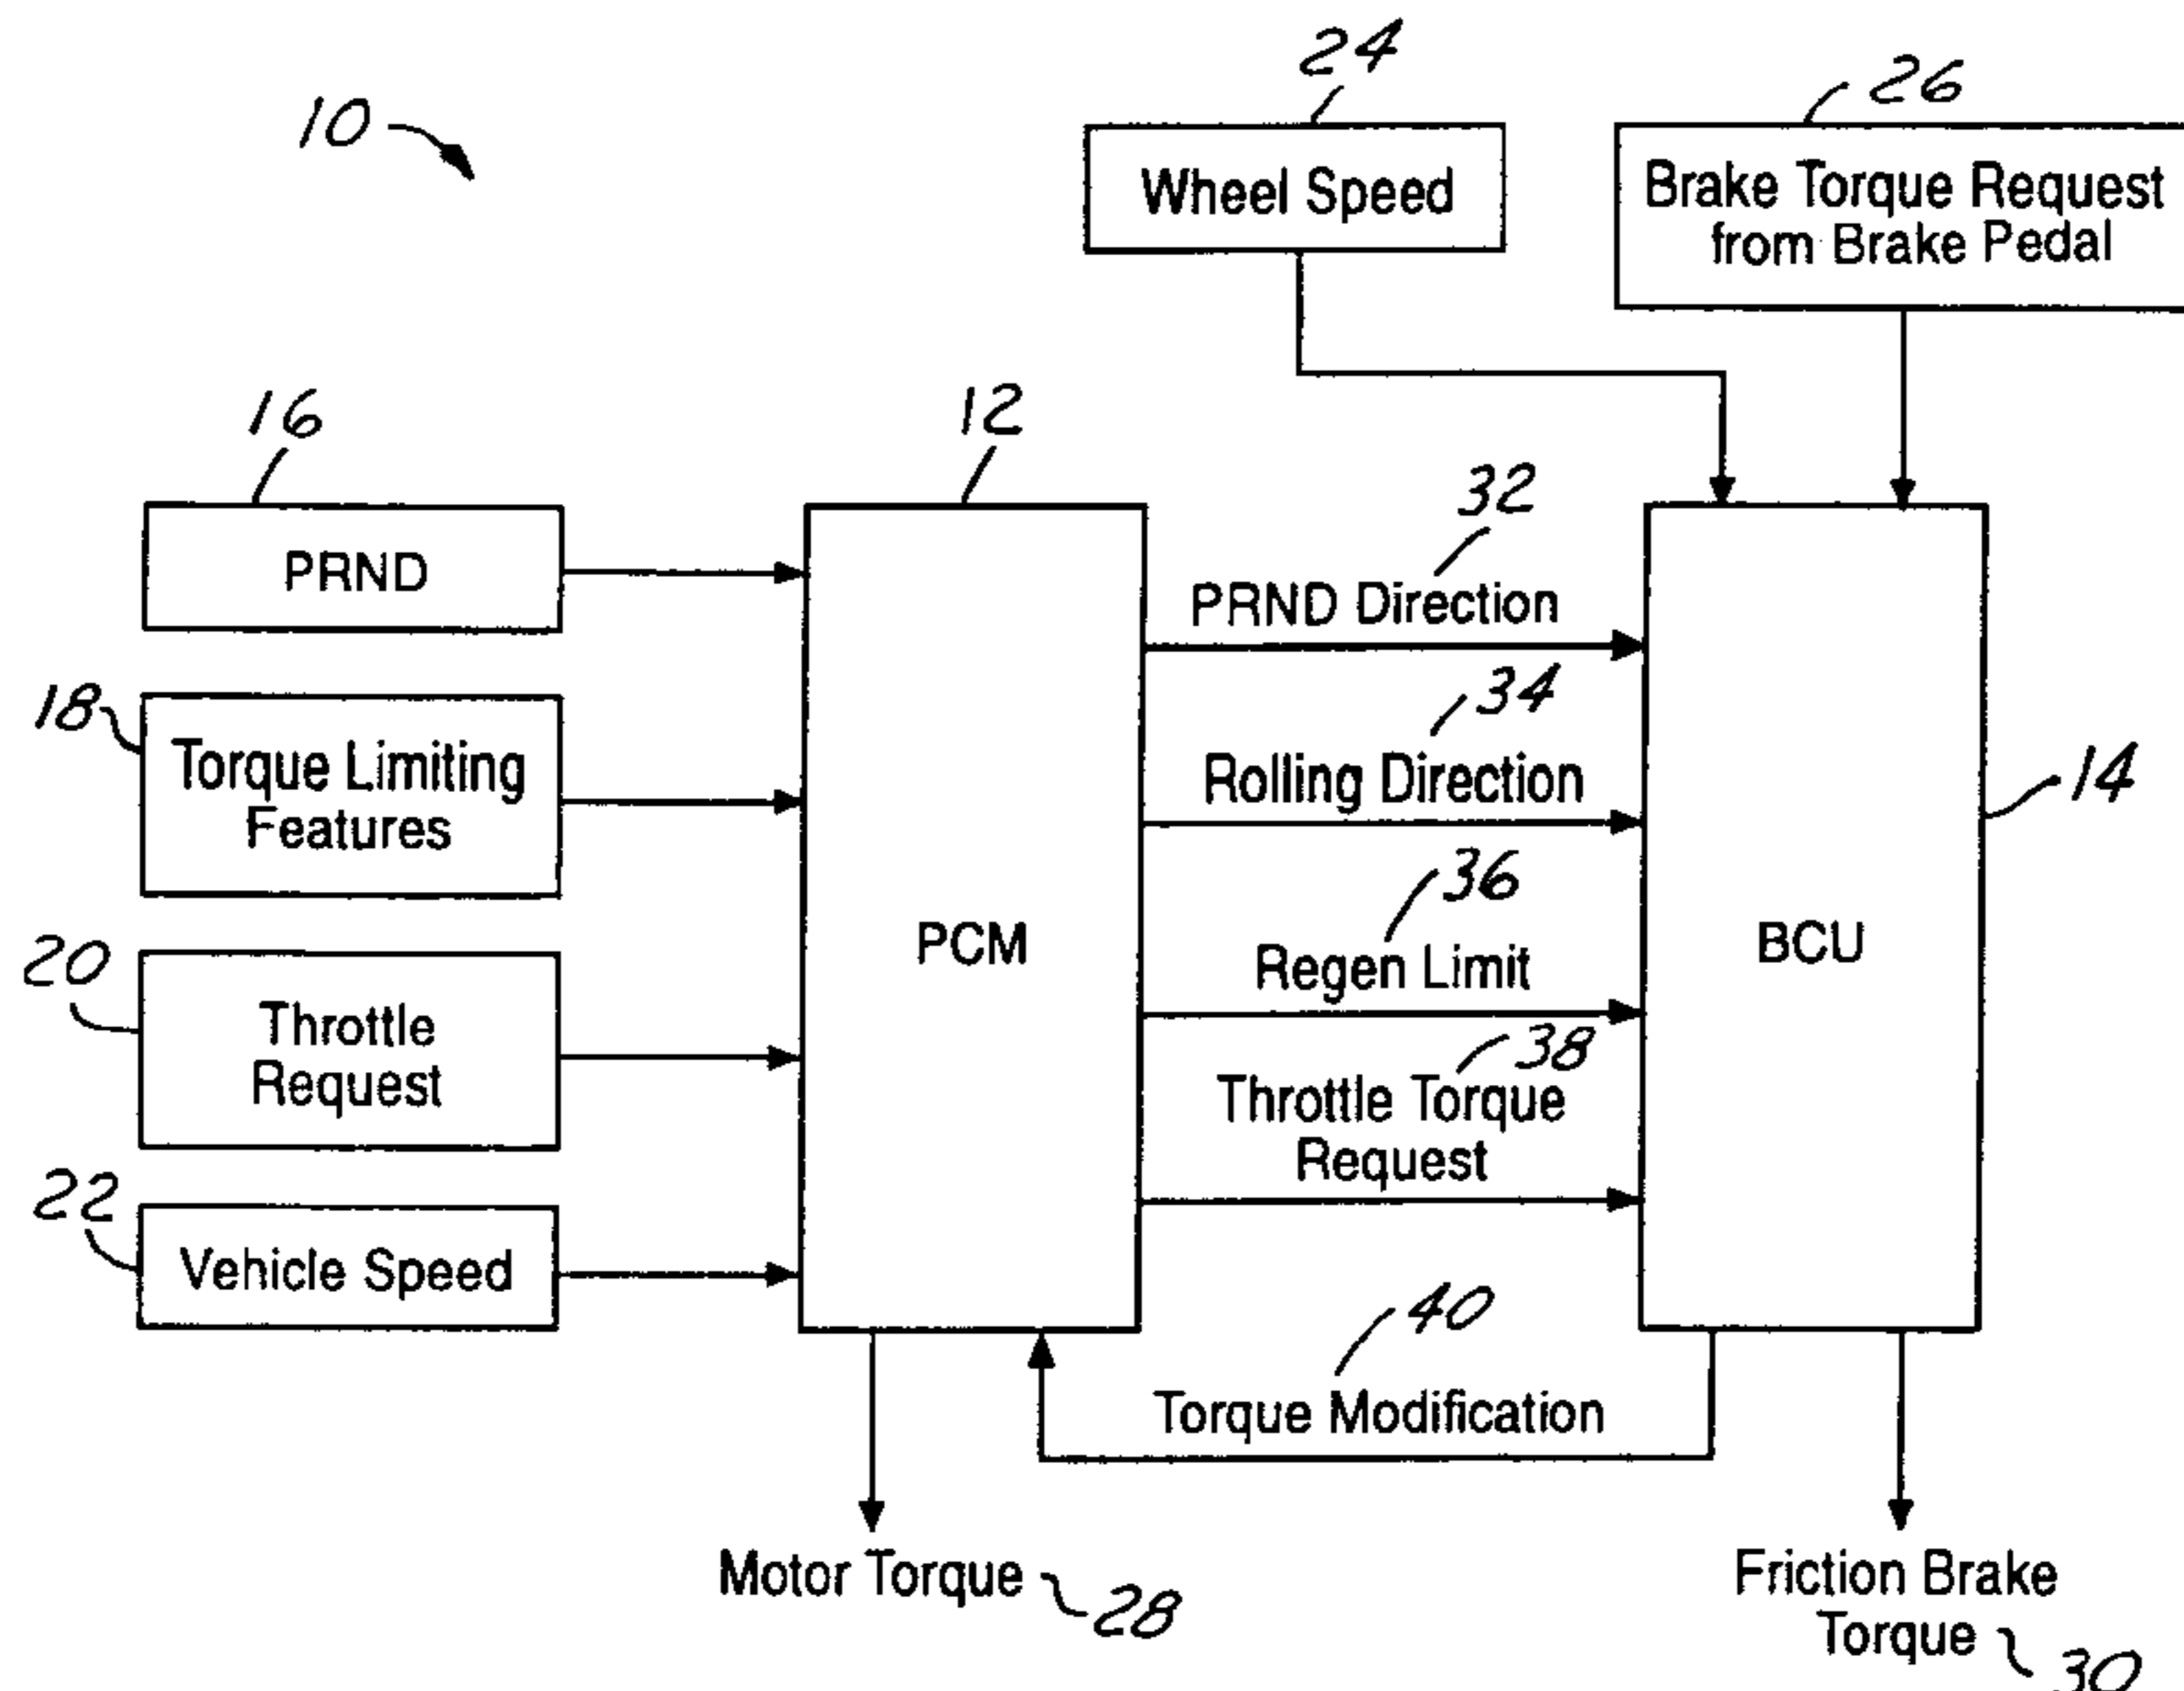 24
26
10
Wheel Speed
Brake Torque Request
from Brake Pedal
16
12
32
PRND
PRND Direction
34
18
Torque Limiting
Features
Rolling Direction
14
36
PCM
BCU
20
Regen Limit
Throttle
Request
38
Throttle Torque
Request
22
Vehicle Speed
40
Torque Modification
Motor Torque
28
Friction Brake
Torque
30